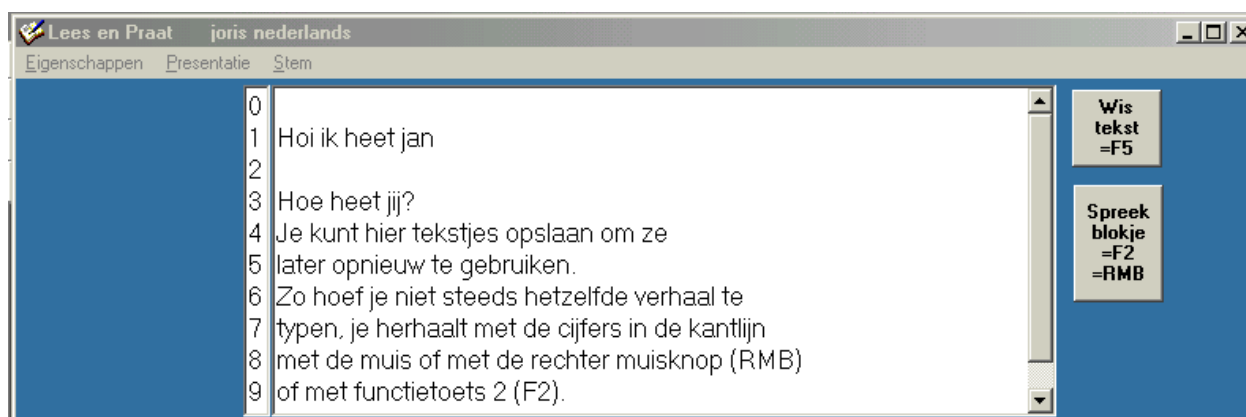 Lees en Praat joris nederlands
Eigenschappen Presentatie Stem
0
1 Hoi ik heet jan
2
3 Hoe heet jij?
4 Je kunt hier tekstjes opslaan om ze
5 later opnieuw te gebruiken.
6 Zo hoef je niet steeds hetzelfde verhaal te
7 typen, je herhaalt met de cijfers in de kantlijn
8 met de muis of met de rechter muisknop (RMB)
9 of met functietoets 2 (F2).
Wis
tekst
=F5
Spreek
blokje
=F2
=RMB